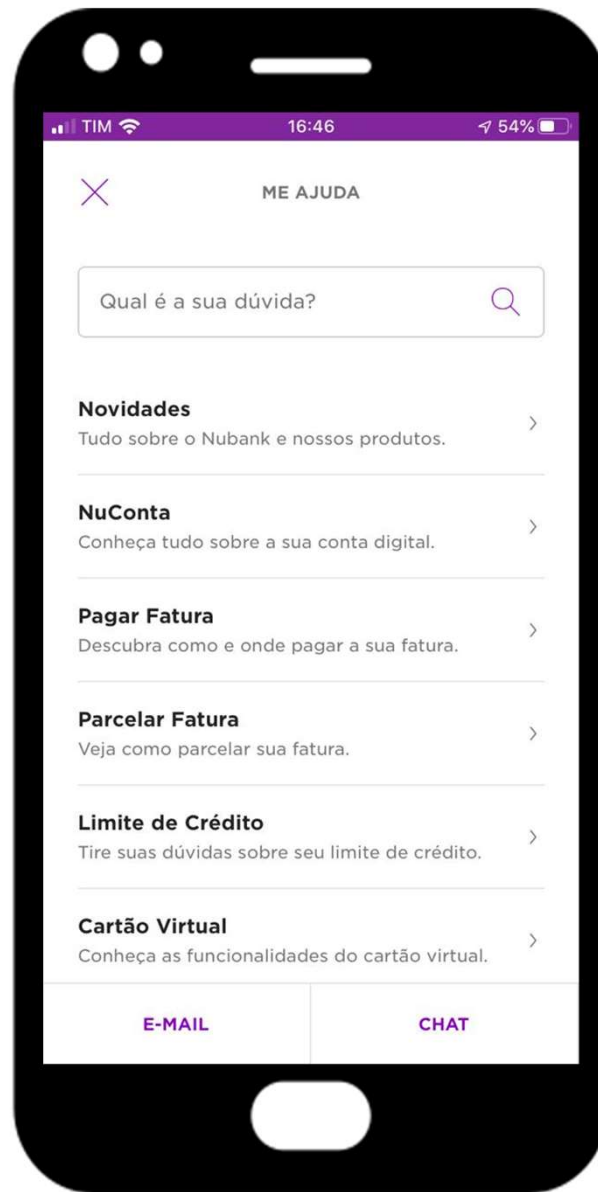 TIM 16:46 54%
ME AJUDA
Qual é a sua dúvida?
Novidades
Tudo sobre o Nubank e nossos produtos.
NuConta
Conheça tudo sobre a sua conta digital.
Pagar Fatura
Descubra como e onde pagar a sua fatura.
Parcelar Fatura
Veja como parcelar sua fatura.
Limite de Crédito
Tire suas dúvidas sobre seu limite de crédito.
Cartão Virtual
Conheça as funcionalidades do cartão virtual.
E-MAIL CHAT